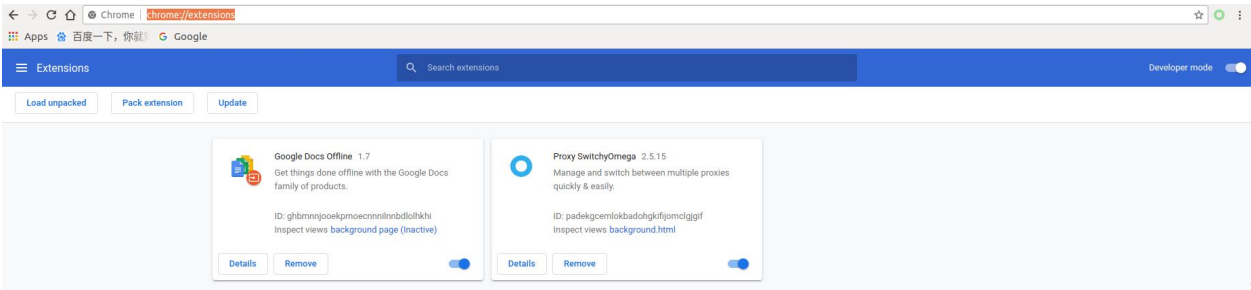 Chrome | chrome://extensions
Apps 百度一下，你就 G Google
Extensions Search extensions Developer mode
Load unpacked Pack extension Update
Google Docs Offline 1.7
Get things done offline with the Google Docs
family of products.
ID: ghbmnnjooekpmoecnnnilnnbdlolhkhi
Inspect views background page (Inactive)
Details Remove
Proxy SwitchyOmega 2.5.15
Manage and switch between multiple proxies
quickly & easily.
ID: padekgcemlokbadohgkifijomclgjgif
Inspect views background.html
Details Remove